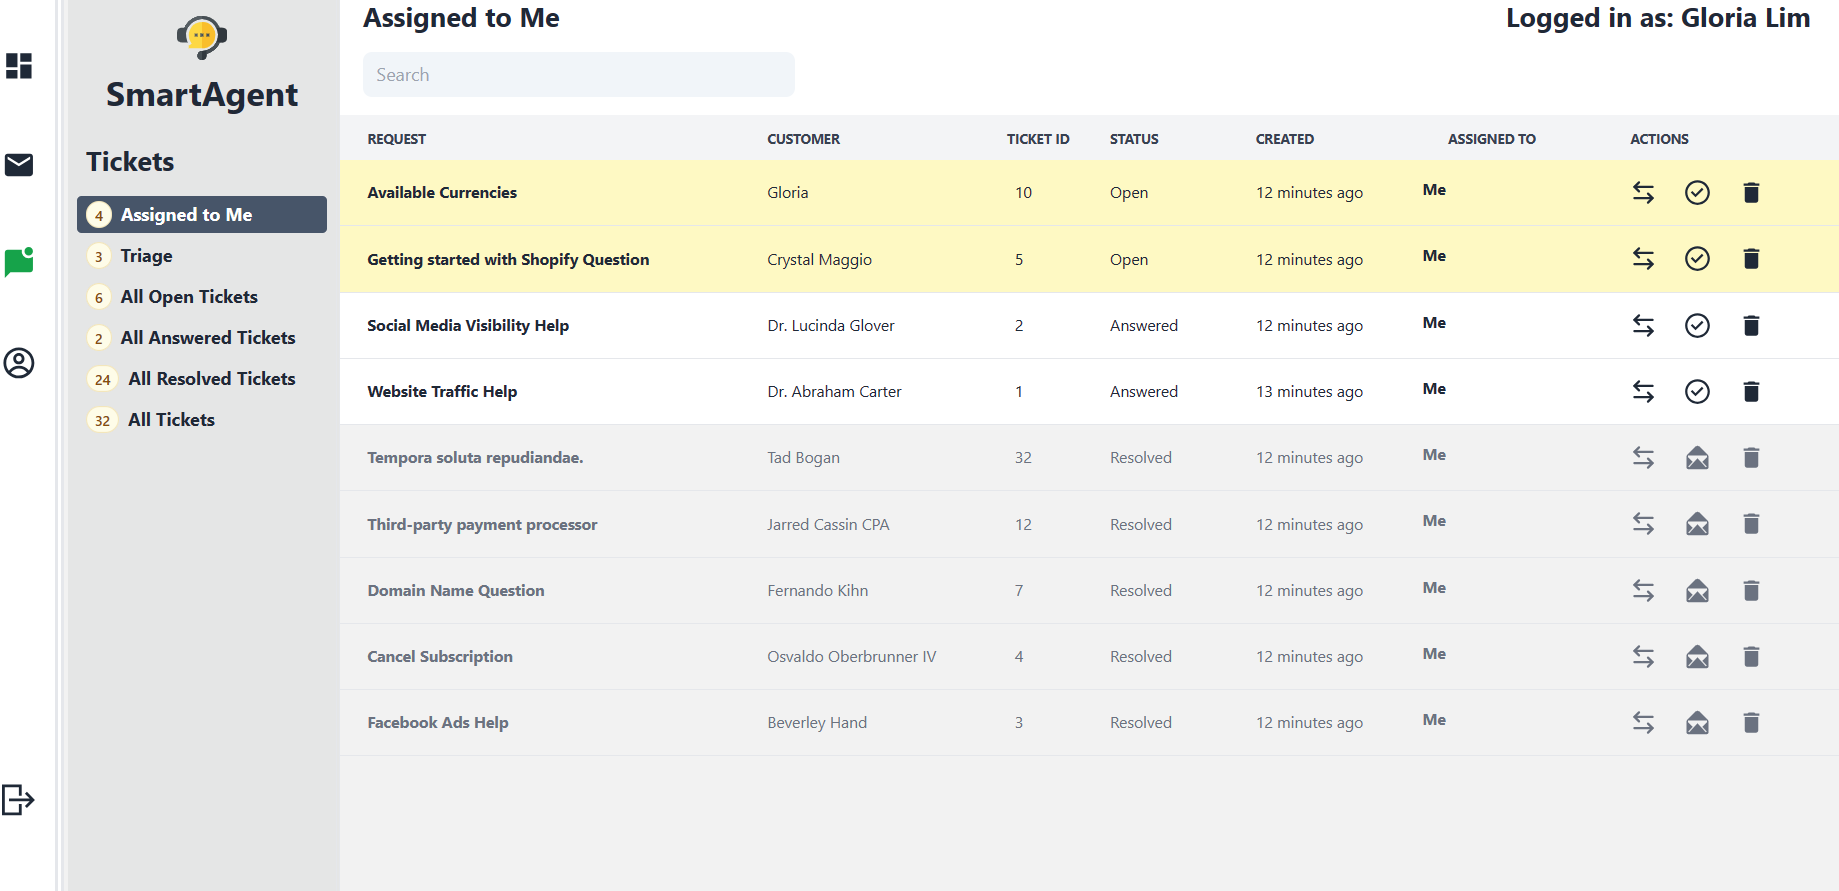 Assigned to Me
Logged in as: Gloria Lim
Search
SmartAgent
Tickets
4 Assigned to Me
3 Triage
6 All Open Tickets
2 All Answered Tickets
24 All Resolved Tickets
32 All Tickets
REQUEST CUSTOMER TICKET ID STATUS CREATED ASSIGNED TO ACTIONS
Available Currencies Gloria 10 Open 12 minutes ago Me
Getting started with Shopify Question Crystal Maggio 5 Open 12 minutes ago Me
Social Media Visibility Help Dr. Lucinda Glover 2 Answered 12 minutes ago Me
Website Traffic Help Dr. Abraham Carter 1 Answered 13 minutes ago Me
Tempora soluta repudiandae. Tad Bogan 32 Resolved 12 minutes ago Me
Third-party payment processor Jarred Cassin CPA 12 Resolved 12 minutes ago Me
Domain Name Question Fernando Kihn 7 Resolved 12 minutes ago Me
Cancel Subscription Osvaldo Oberbrunner IV 4 Resolved 12 minutes ago Me
Facebook Ads Help Beverley Hand 3 Resolved 12 minutes ago Me